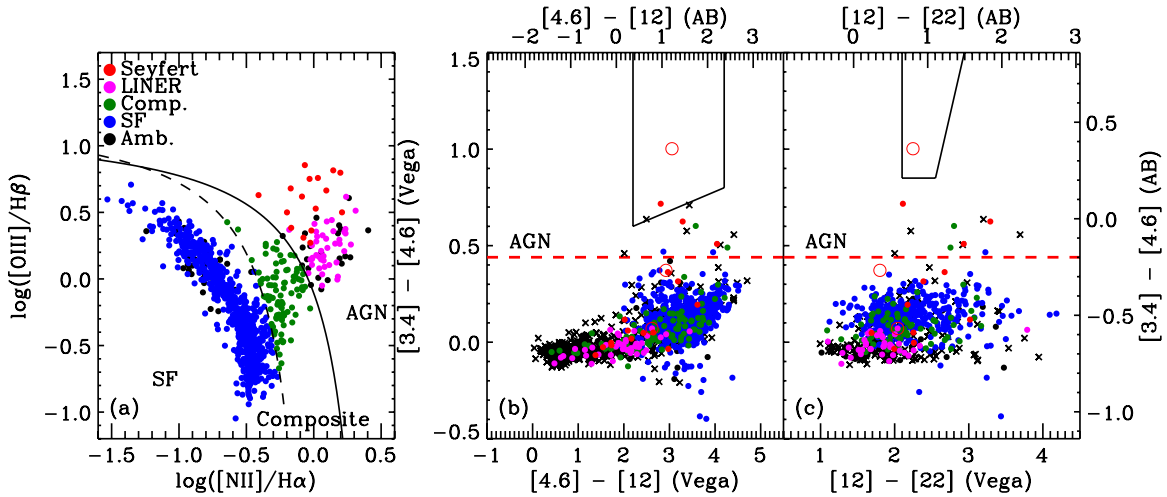 [4.6] − [12] (AB)
[12] − [22] (AB)
−2 −1 0 1 2 3
0 1 2 3
1.5
1.0
0.5
0.0
−0.5
−1.0
log([OIII]/Hβ)
Seyfert
LINER
Comp.
SF
Amb.
AGN
SF
Composite
(a)
−1.5 −1.0 −0.5 0.0 0.5
log([NII]/Hα)
[3.4] − [4.6] (Vega)
1.5
1.0
0.5
0.0
−0.5
AGN
(b)
−1 0 1 2 3 4 5
[4.6] − [12] (Vega)
AGN
(c)
1 2 3 4
[12] − [22] (Vega)
0.5
0.0
−0.5
−1.0
[3.4] − [4.6] (AB)